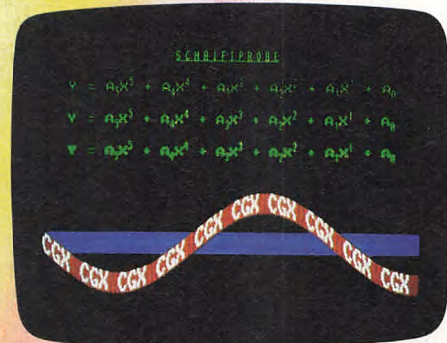 SCHRIFTPROBE
Y = A₅X⁵ + A₄X⁴ + A₃X³ + A₂X² + A₁X¹ + A₀
Y = A₅X⁵ + A₄X⁴ + A₃X³ + A₂X² + A₁X¹ + A₀
Y = A₅X⁵ + A₄X⁴ + A₃X³ + A₂X² + A₁X¹ + A₀
CGX CGX CGX CGX CGX CGX CGX CGX CGX CGX